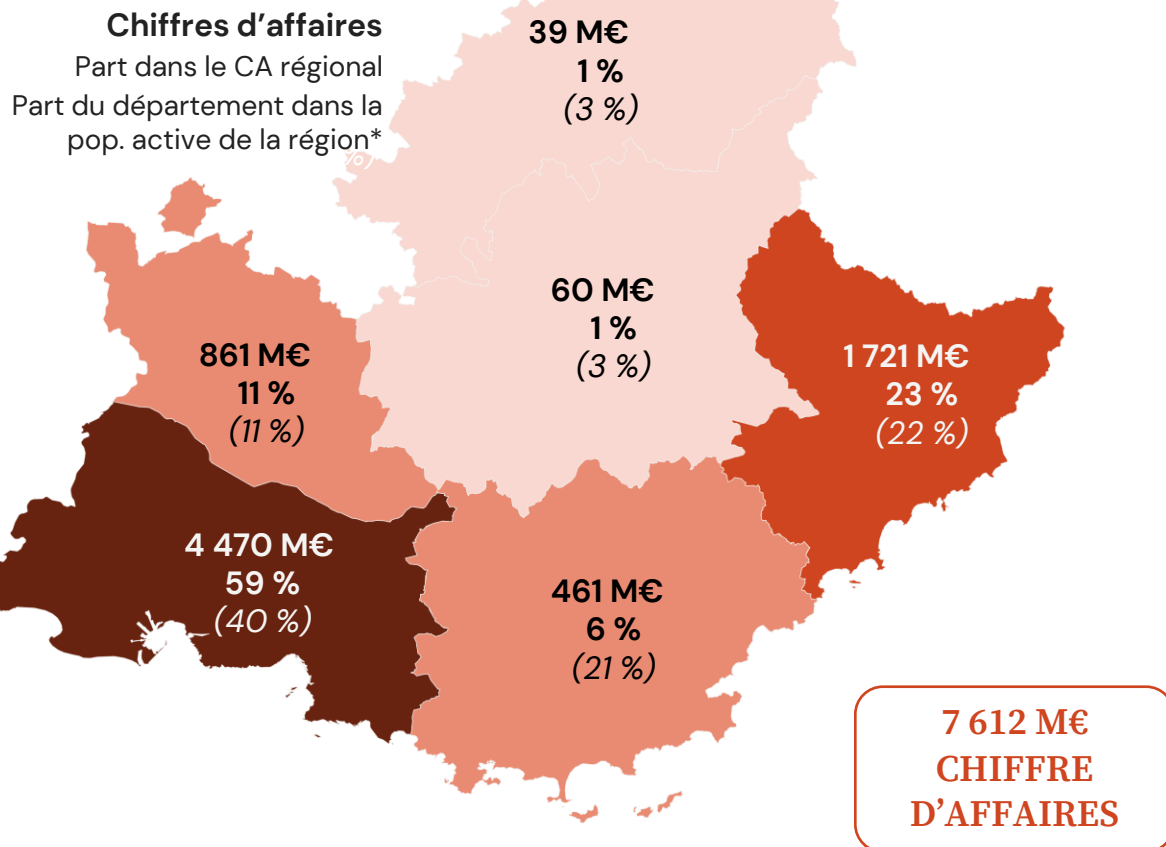 Chiffres d’affaires
Part dans le CA régional
Part du département dans la
pop. active de la région*
%)
39 M€
1 %
(3 %)
60 M€
1 %
(3 %)
861 M€
11 %
(11 %)
1 721 M€
23 %
(22 %)
4 470 M€
59 %
(40 %)
461 M€
6 %
(21 %)
7 612 M€
CHIFFRE
D’AFFAIRES